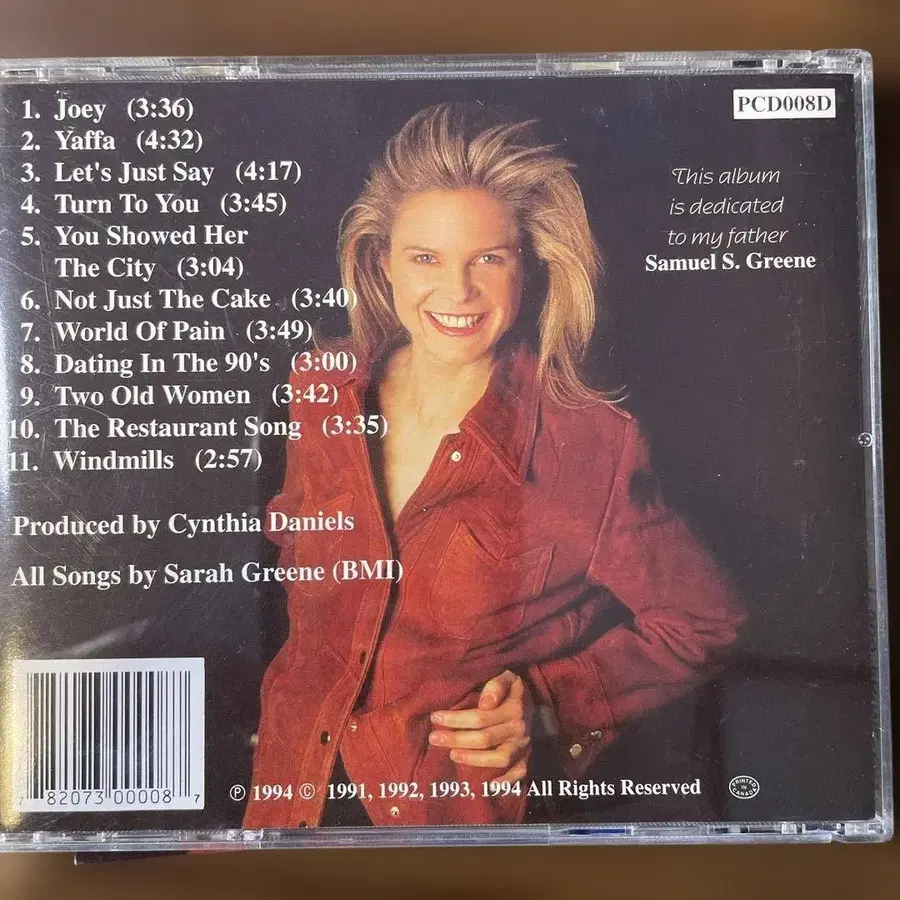 1. Joey (3:36)
2. Yaffa (4:32)
3. Let's Just Say (4:17)
4. Turn To You (3:45)
5. You Showed Her
The City (3:04)
6. Not Just The Cake (3:40)
7. World Of Pain (3:49)
8. Dating In The 90's (3:00)
9. Two Old Women (3:42)
10. The Restaurant Song (3:35)
11. Windmills (2:57)
Produced by Cynthia Daniels
All Songs by Sarah Greene (BMI)
PCD008D
This album
is dedicated
to my father
Samuel S. Greene
7 82073 00008 7
℗ 1994 © 1991, 1992, 1993, 1994 All Rights Reserved
PRINTED
IN
CANADA